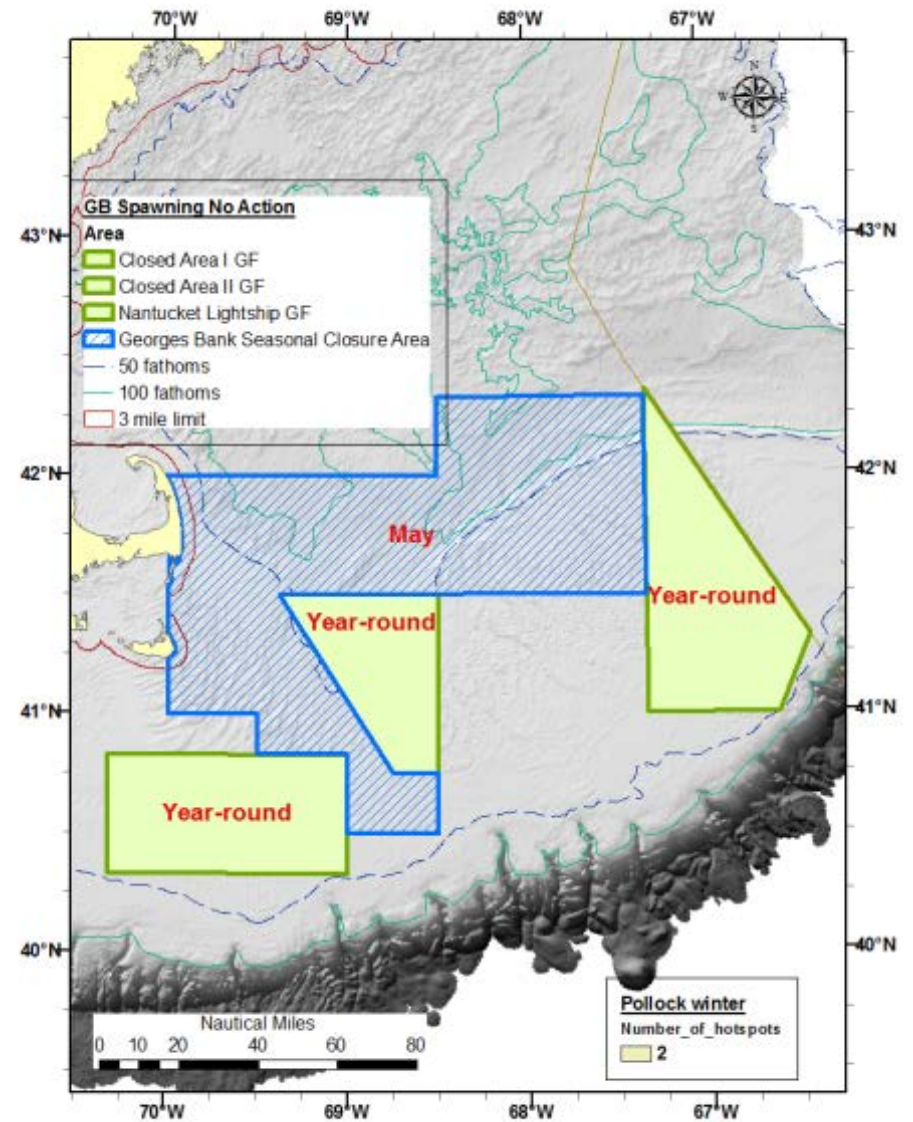 70°W 69°W 68°W 67°W
N
W E
S
43°N 43°N
GB Spawning No Action
Area
Closed Area I GF
Closed Area II GF
Nantucket Lightship GF
Georges Bank Seasonal Closure Area
50 fathoms
100 fathoms
3 mile limit
42°N 42°N
May
Year-round Year-round
41°N 41°N
Year-round
40°N 40°N
Pollock winter
Number_of_hotspots
2
Nautical Miles
0 10 20 40 60 80
70°W 69°W 68°W 67°W